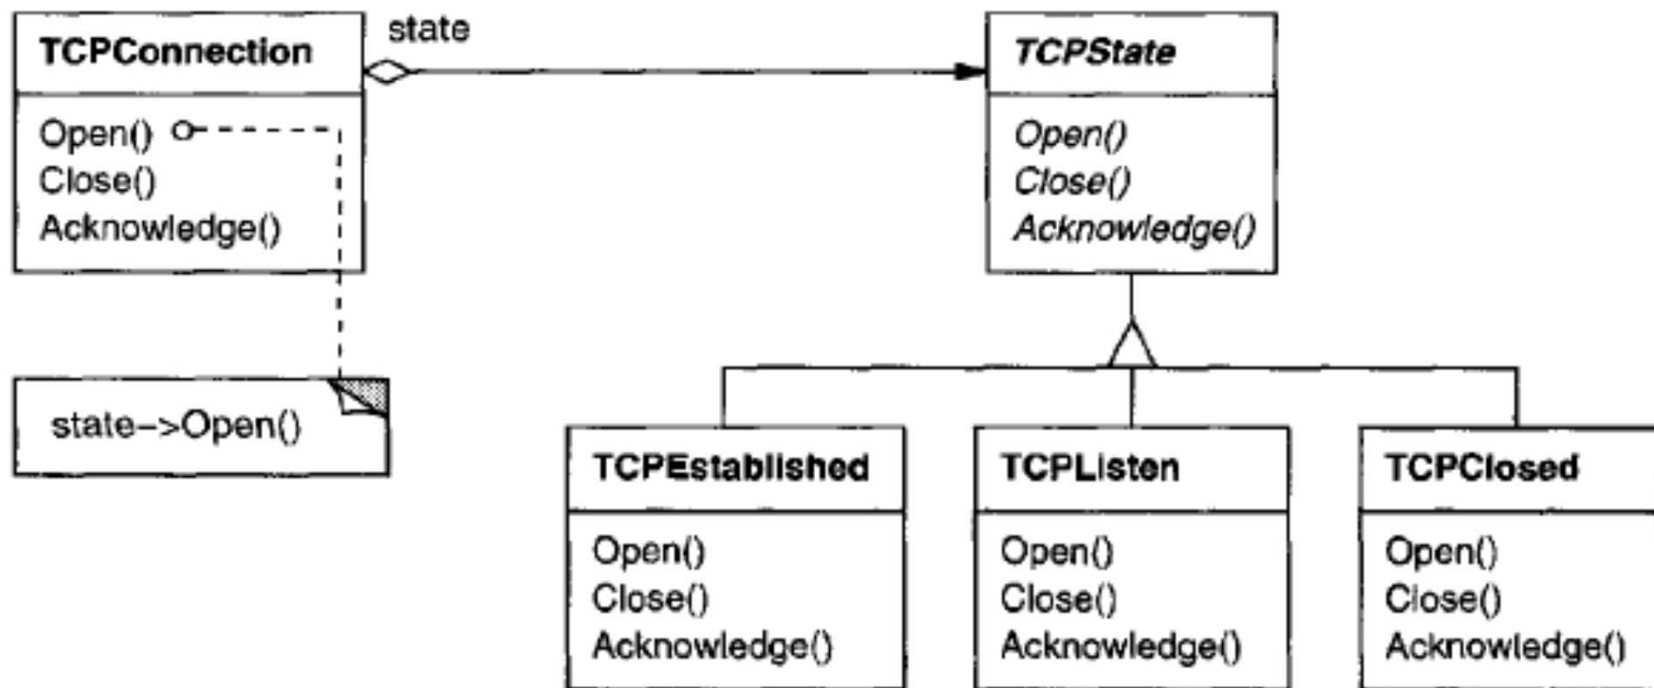 TCPConnection
Open()
Close()
Acknowledge()
state
TCPState
Open()
Close()
Acknowledge()
state->Open()
TCPEstablished
Open()
Close()
Acknowledge()
TCPListen
Open()
Close()
Acknowledge()
TCPClosed
Open()
Close()
Acknowledge()